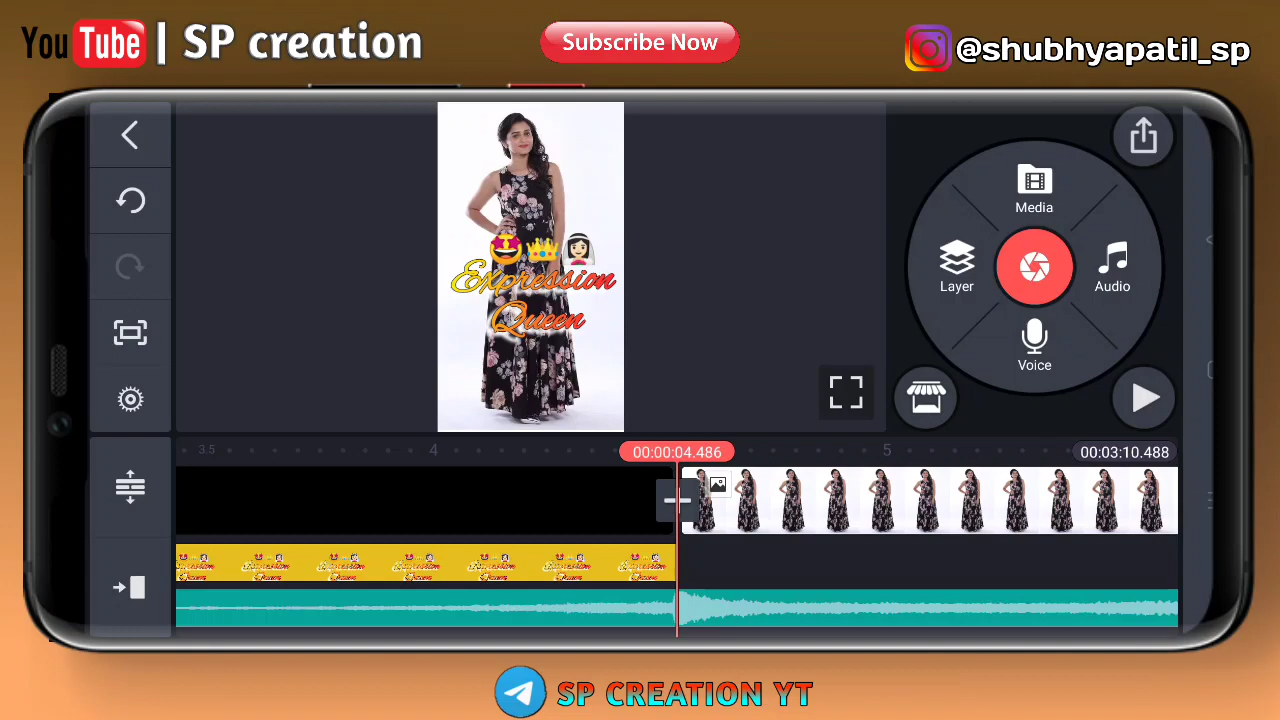 YouTube | SP creation
Subscribe Now
@shubhyapatil_sp
Media
Layer
Audio
Voice
Expression
Queen
3.5
4
00:00:04.486
5
00:03:10.488
SP CREATION YT